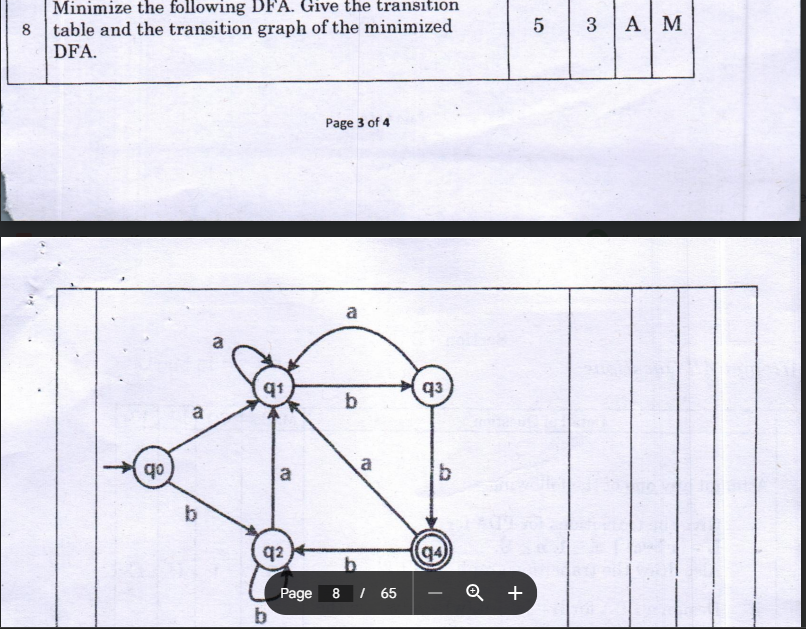 Minimize the following DFA. Give the transition
8 table and the transition graph of the minimized 5 3 A M
DFA.
Page 3 of 4
a
a
q1
b
q3
a
q0
a
a
b
b
q2
b
q4
b
Page 8 / 65